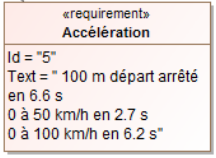 «requirement»
Accélération
Id = "5"
Text = " 100 m départ arrêté
en 6.6 s
0 à 50 km/h en 2.7 s
0 à 100 km/h en 6.2 s"